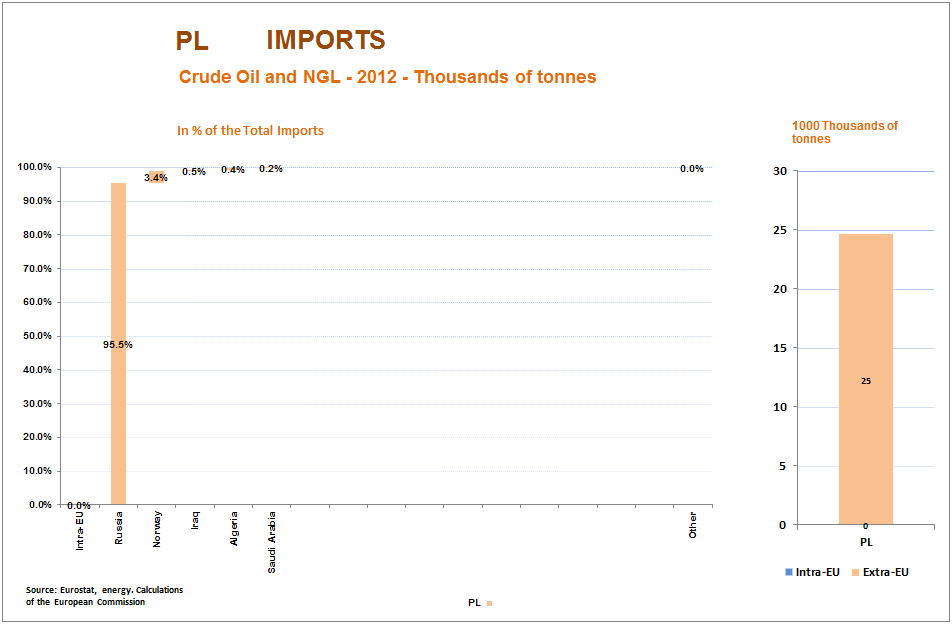 PL IMPORTS
Crude Oil and NGL - 2012 - Thousands of tonnes
In % of the Total Imports
100.0%
90.0%
80.0%
70.0%
60.0%
50.0%
40.0%
30.0%
20.0%
10.0%
0.0%
0.0%
95.5%
3.4%
0.5%
0.4%
0.2%
0.0%
Intra-EU
Russia
Norway
Iraq
Algeria
Saudi Arabia
Other
PL
Source: Eurostat, energy. Calculations
of the European Commission
1000 Thousands of
tonnes
30
25
20
15
10
5
0
25
0
PL
Intra-EU Extra-EU